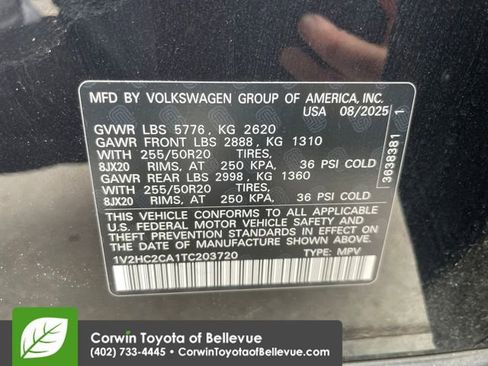 MFD BY VOLKSWAGEN GROUP OF AMERICA, INC.
USA 08/2025
GVWR LBS 5776, KG 2620
GAWR FRONT LBS 2888, KG 1310
WITH 255/50R20 TIRES,
8JX20 RIMS, AT 250 KPA, 36 PSI COLD
GAWR REAR LBS 2998, KG 1360
WITH 255/50R20 TIRES,
8JX20 RIMS, AT 250 KPA, 36 PSI COLD
THIS VEHICLE CONFORMS TO ALL APPLICABLE
U.S. FEDERAL MOTOR VEHICLE SAFETY AND
THEFT PREVENTION STANDARDS IN EFFECT ON
THE DATE OF MANUFACTURE SHOWN ABOVE.
1V2HC2CA1TC203720 TYPE: MPV
3638381 1
Corwin Toyota of Bellevue
(402) 733-4445 • CorwinToyotaofBellevue.com